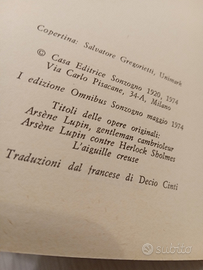 Copertina: Salvatore Gregorietti, Unimark
© Casa Editrice Sonzogno 1920, 1974
Via Carlo Pisacane, 34-A, Milano
I edizione Omnibus Sonzogno maggio 1974
Titoli delle opere originali:
Arsène Lupin, gentleman cambrioleur
Arsène Lupin contre Herlock Sholmes
L'aiguille creuse
Traduzioni dal francese di Decio Cinti
subito.it